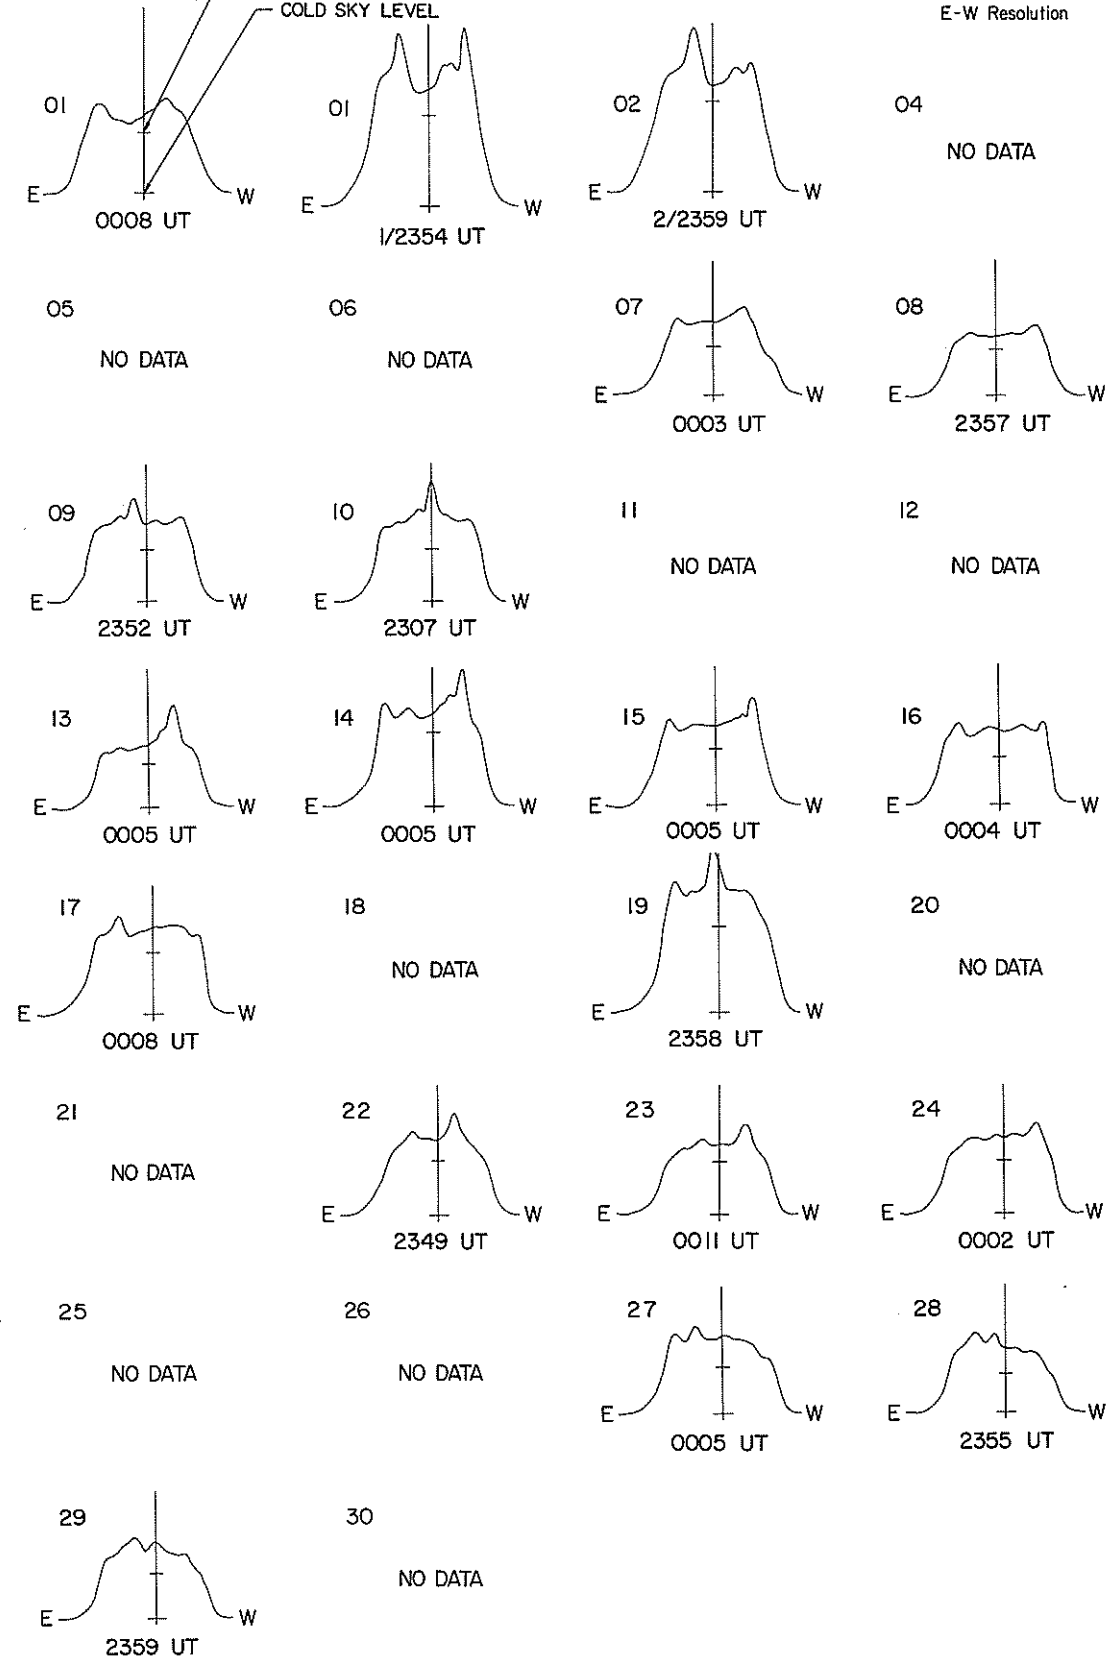 COLD SKY LEVEL
E-W Resolution
01
E W
0008 UT
01
E W
1/2354 UT
02
E W
2/2359 UT
04
NO DATA
05
NO DATA
06
NO DATA
07
E W
0003 UT
08
E W
2357 UT
09
E W
2352 UT
10
E W
2307 UT
11
NO DATA
12
NO DATA
13
E W
0005 UT
14
E W
0005 UT
15
E W
0005 UT
16
E W
0004 UT
17
E W
0008 UT
18
NO DATA
19
E W
2358 UT
20
NO DATA
21
NO DATA
22
E W
2349 UT
23
E W
0011 UT
24
E W
0002 UT
25
NO DATA
26
NO DATA
27
E W
0005 UT
28
E W
2355 UT
29
E W
2359 UT
30
NO DATA